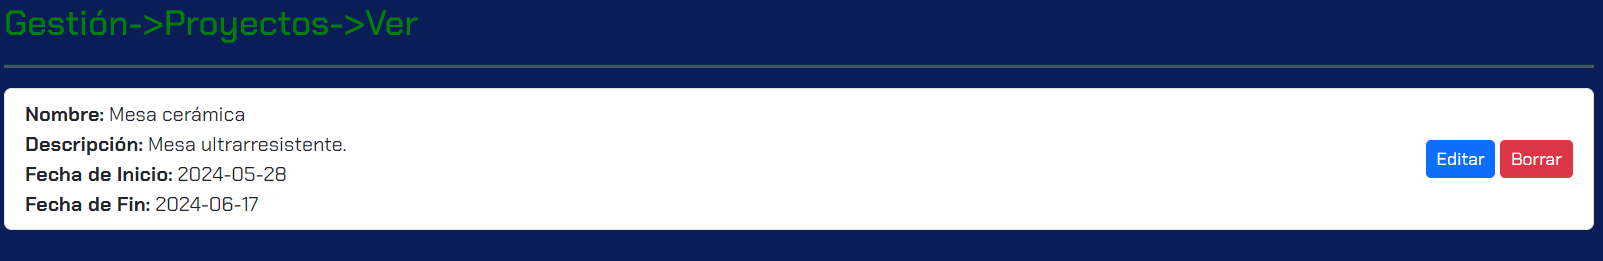 Gestión->Proyectos->Ver
Nombre: Mesa cerámica
Descripción: Mesa ultrarresistente.
Fecha de Inicio: 2024-05-28
Fecha de Fin: 2024-06-17
Editar Borrar